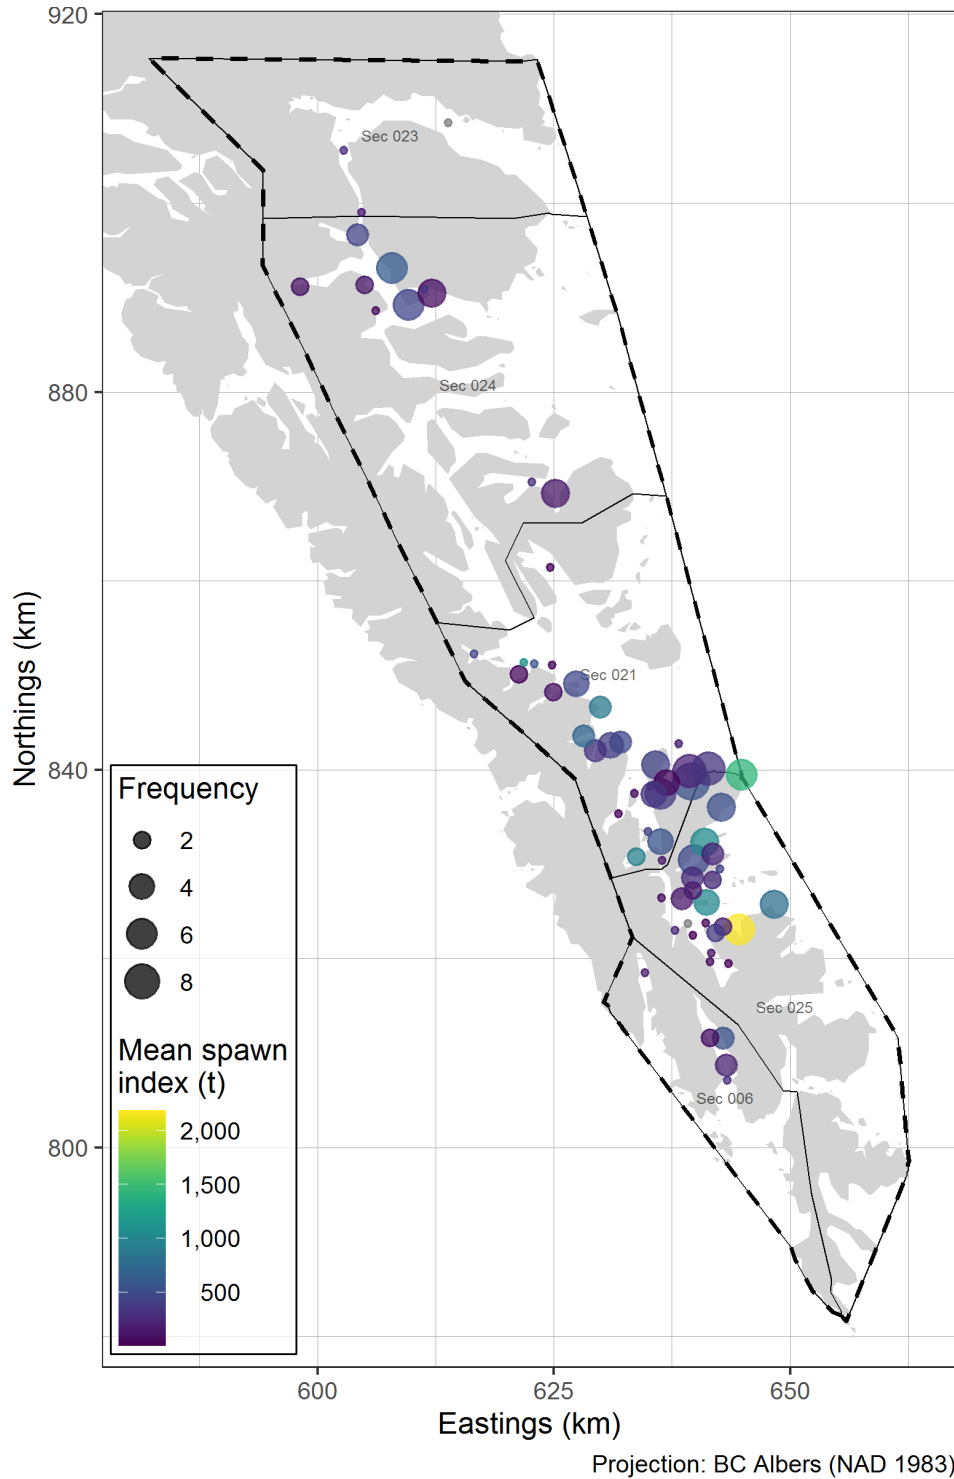 920
880
840
800
Northings (km)
Sec 023
Sec 024
Sec 021
Sec 025
Sec 006
Frequency
2
4
6
8
Mean spawn
index (t)
2,000
1,500
1,000
500
600
625
650
Eastings (km)
Projection: BC Albers (NAD 1983)